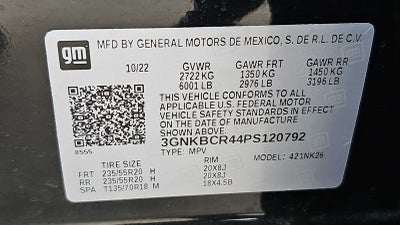 gm
MFD BY GENERAL MOTORS DE MEXICO, S. DE R.L. DE C.V.
10/22 GVWR GAWR FRT GAWR RR
2722 KG 1350 KG 1450 KG
6001 LB 2976 LB 3196 LB
THIS VEHICLE CONFORMS TO ALL
APPLICABLE U.S. FEDERAL MOTOR
VEHICLE SAFETY STANDARDS IN EFFECT
ON THE DATE OF MANUFACTURE SHOWN ABOVE
3GNKBCR44PS120792
TYPE: MPV MODEL: 421NK26
TIRE SIZE RIM
FRT 235/55R20 H 20X8J
RR 235/55R20 H 20X8J
SPA T135/70R18 M 18X4.5B